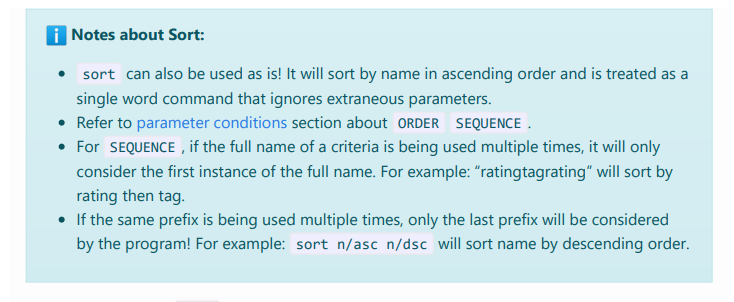 Notes about Sort:
sort can also be used as is! It will sort by name in ascending order and is treated as a
single word command that ignores extraneous parameters.
Refer to parameter conditions section about ORDER SEQUENCE.
For SEQUENCE, if the full name of a criteria is being used multiple times, it will only
consider the first instance of the full name. For example: “ratingtagrating“ will sort by
rating then tag.
If the same prefix is being used multiple times, only the last prefix will be considered
by the program! For example: sort n/asc n/dsc will sort name by descending order.